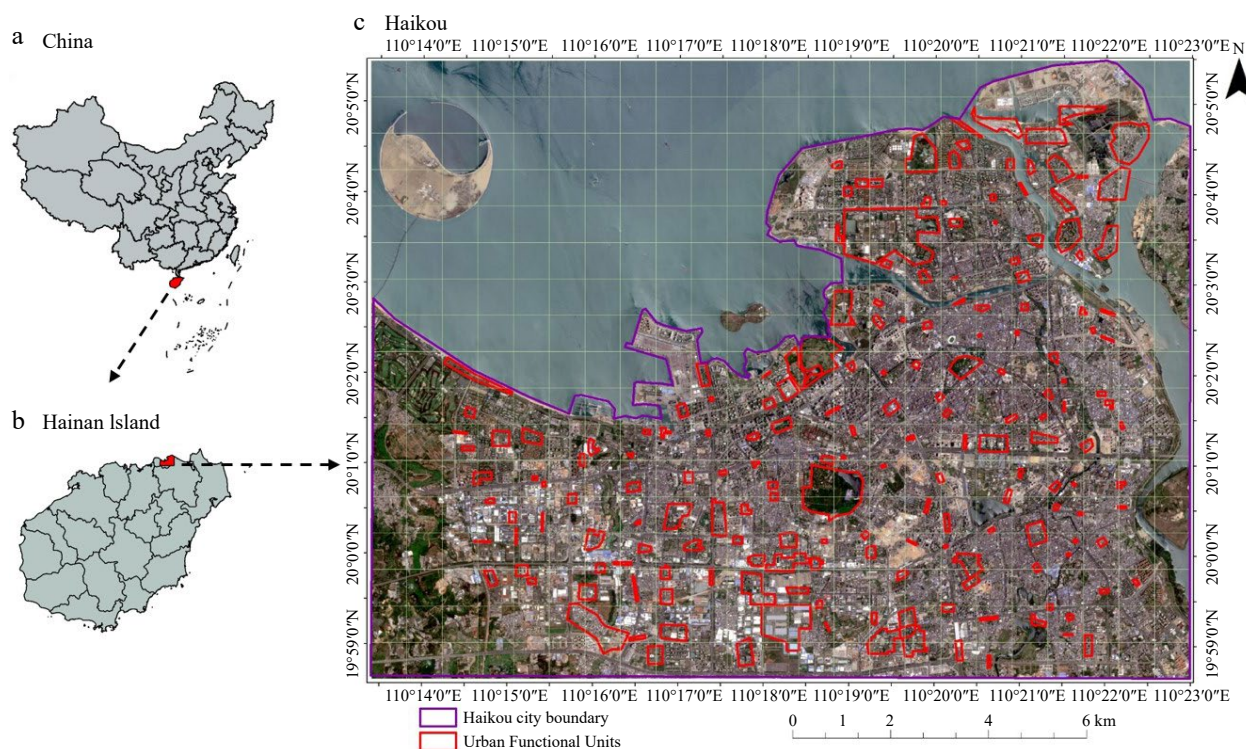 a China
c Haikou
110°14′0″E 110°15′0″E 110°16′0″E 110°17′0″E 110°18′0″E 110°19′0″E 110°20′0″E 110°21′0″E 110°22′0″E 110°23′0″E
N
20°5′0″N 20°5′0″N
20°4′0″N 20°4′0″N
20°3′0″N 20°3′0″N
20°2′0″N 20°2′0″N
b Hainan lsland
20°1′0″N 20°1′0″N
20°0′0″N 20°0′0″N
19°59′0″N 19°59′0″N
110°14′0″E 110°15′0″E 110°16′0″E 110°17′0″E 110°18′0″E 110°19′0″E 110°20′0″E 110°21′0″E 110°22′0″E 110°23′0″E
Haikou city boundary
Urban Functional Units
0 1 2 4 6 km